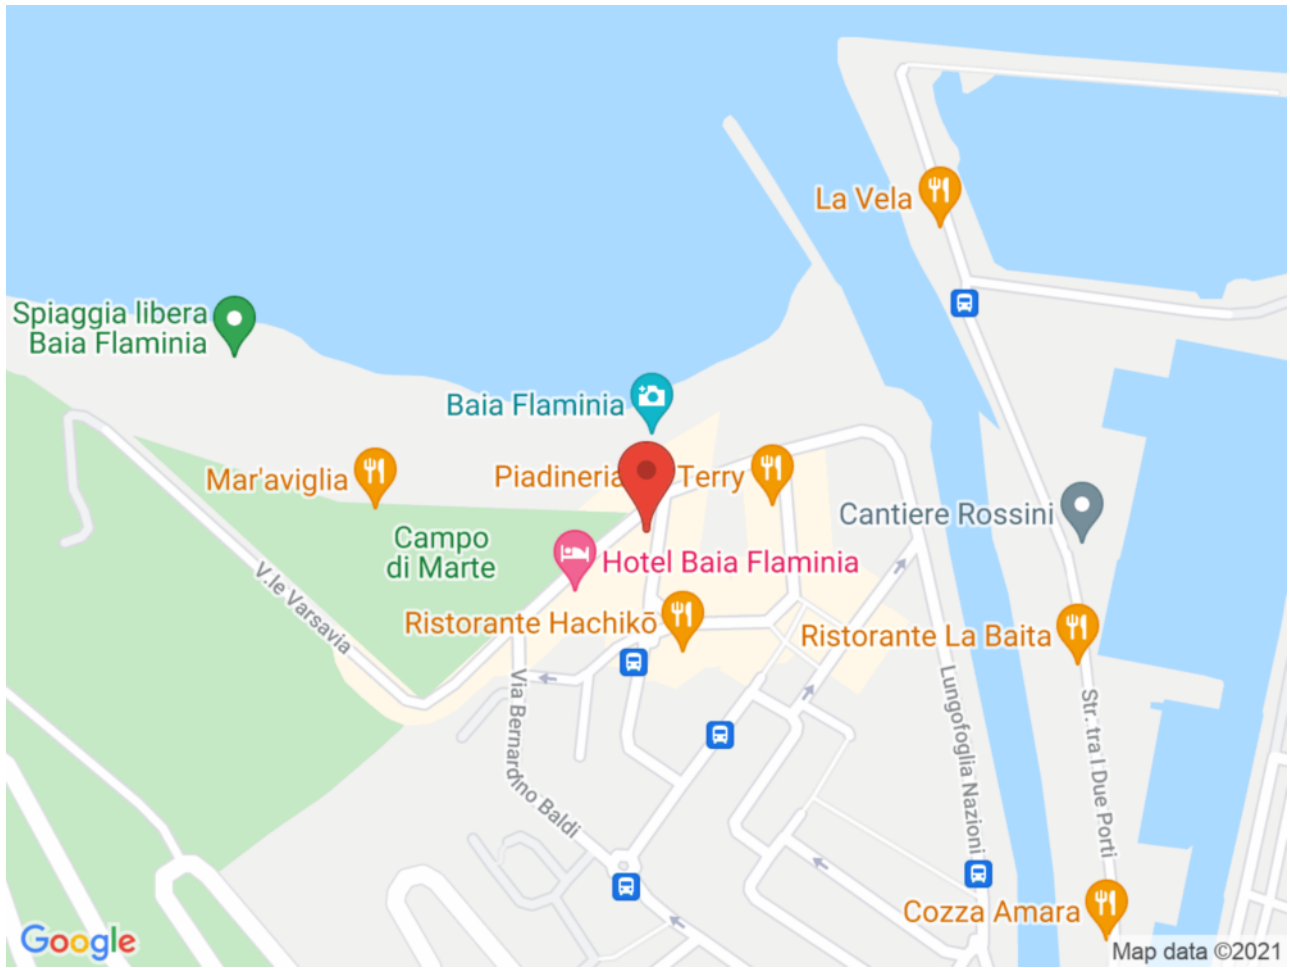 La Vela
Spiaggia libera
Baia Flaminia
Baia Flaminia
Mar'aviglia
Piadineria
Terry
Cantiere Rossini
Campo
di Marte
Hotel Baia Flaminia
V.le Varsavia
Ristorante Hachikō
Ristorante La Baita
Via Bernardino Baldi
Lungofoglia Nazioni
Str. tra I Due Porti
Cozza Amara
Google
Map data ©2021